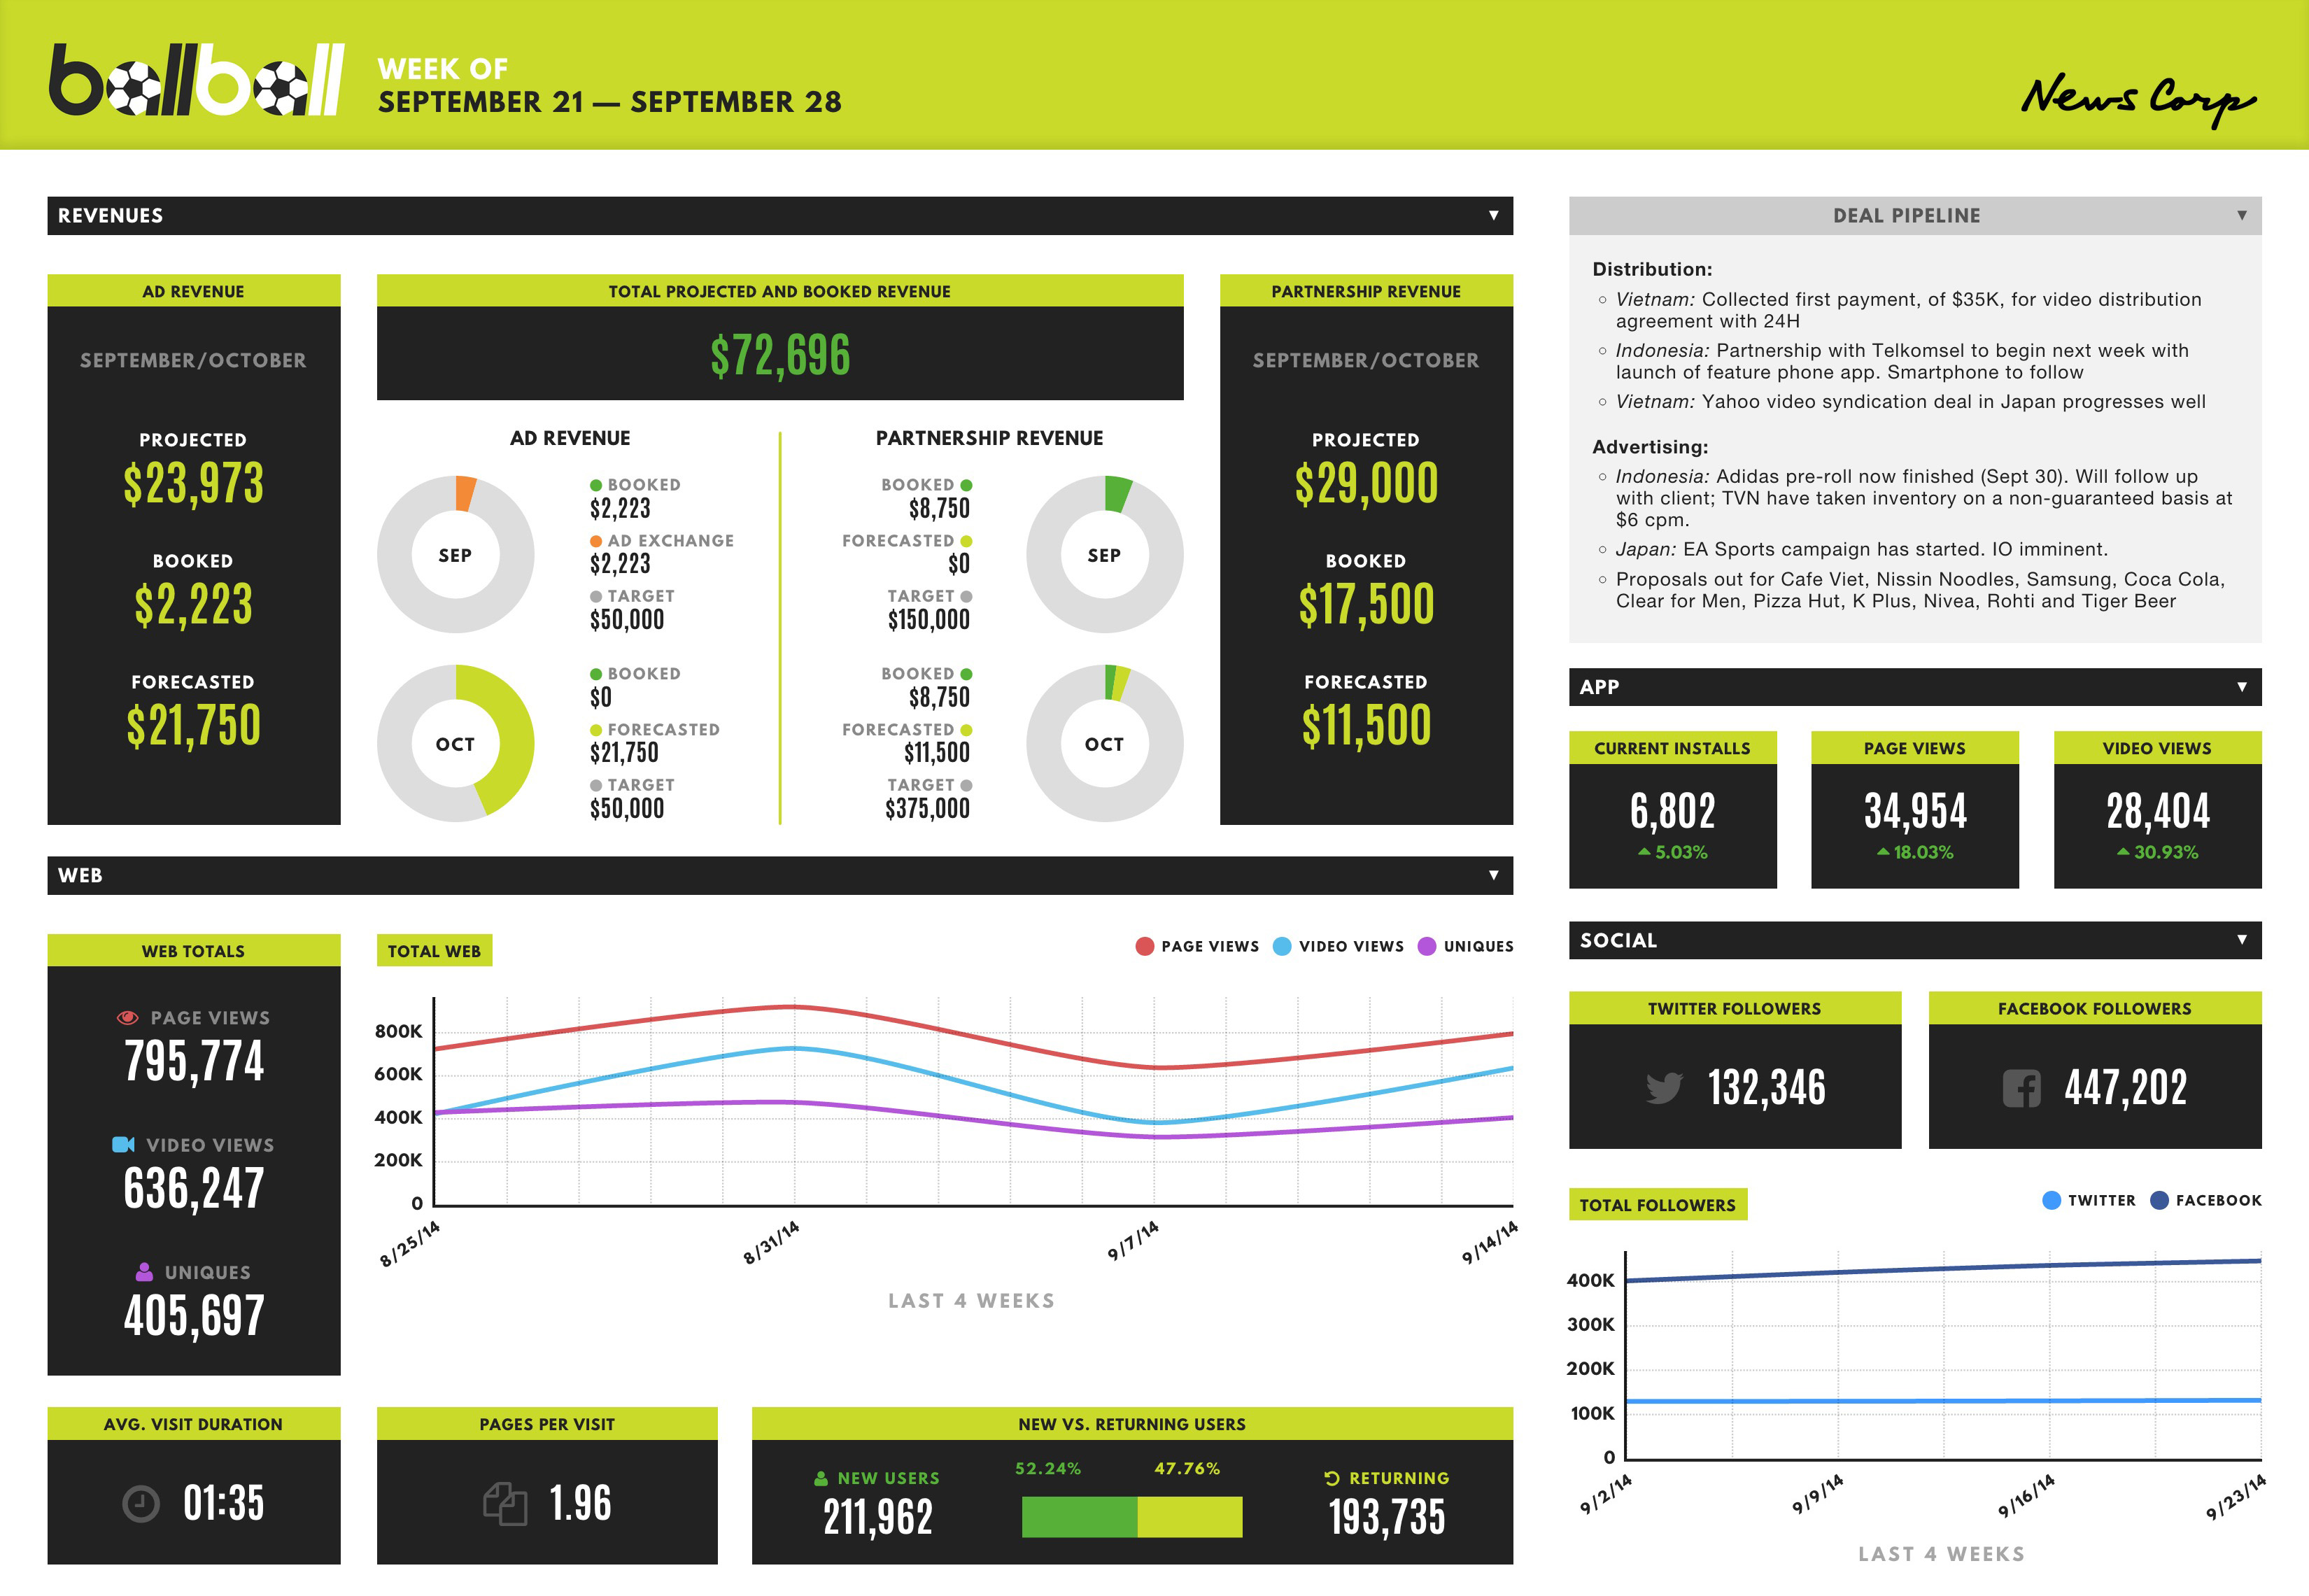 ballball
WEEK OF
SEPTEMBER 21 — SEPTEMBER 28
News Corp
REVENUES
AD REVENUE
SEPTEMBER/OCTOBER
PROJECTED
$23,973
BOOKED
$2,223
FORECASTED
$21,750
TOTAL PROJECTED AND BOOKED REVENUE
$72,696
AD REVENUE
SEP
BOOKED
$2,223
AD EXCHANGE
$2,223
TARGET
$50,000
OCT
BOOKED
$0
FORECASTED
$21,750
TARGET
$50,000
PARTNERSHIP REVENUE
BOOKED
$8,750
FORECASTED
$0
TARGET
$150,000
SEP
BOOKED
$8,750
FORECASTED
$11,500
TARGET
$375,000
OCT
PARTNERSHIP REVENUE
SEPTEMBER/OCTOBER
PROJECTED
$29,000
BOOKED
$17,500
FORECASTED
$11,500
WEB
WEB TOTALS
PAGE VIEWS
795,774
VIDEO VIEWS
636,247
UNIQUES
405,697
TOTAL WEB
PAGE VIEWS VIDEO VIEWS UNIQUES
800K
600K
400K
200K
0
8/25/14 8/31/14 9/7/14 9/14/14
LAST 4 WEEKS
AVG. VISIT DURATION
01:35
PAGES PER VISIT
1.96
NEW VS. RETURNING USERS
NEW USERS
211,962
52.24% 47.76%
RETURNING
193,735
DEAL PIPELINE
Distribution:
Vietnam: Collected first payment, of $35K, for video distribution
agreement with 24H
Indonesia: Partnership with Telkomsel to begin next week with
launch of feature phone app. Smartphone to follow
Vietnam: Yahoo video syndication deal in Japan progresses well
Advertising:
Indonesia: Adidas pre-roll now finished (Sept 30). Will follow up
with client; TVN have taken inventory on a non-guaranteed basis at
$6 cpm.
Japan: EA Sports campaign has started. IO imminent.
Proposals out for Cafe Viet, Nissin Noodles, Samsung, Coca Cola,
Clear for Men, Pizza Hut, K Plus, Nivea, Rohti and Tiger Beer
APP
CURRENT INSTALLS
6,802
5.03%
PAGE VIEWS
34,954
18.03%
VIDEO VIEWS
28,404
30.93%
SOCIAL
TWITTER FOLLOWERS
132,346
FACEBOOK FOLLOWERS
447,202
TOTAL FOLLOWERS
TWITTER FACEBOOK
400K
300K
200K
100K
0
9/2/14 9/9/14 9/16/14 9/23/14
LAST 4 WEEKS